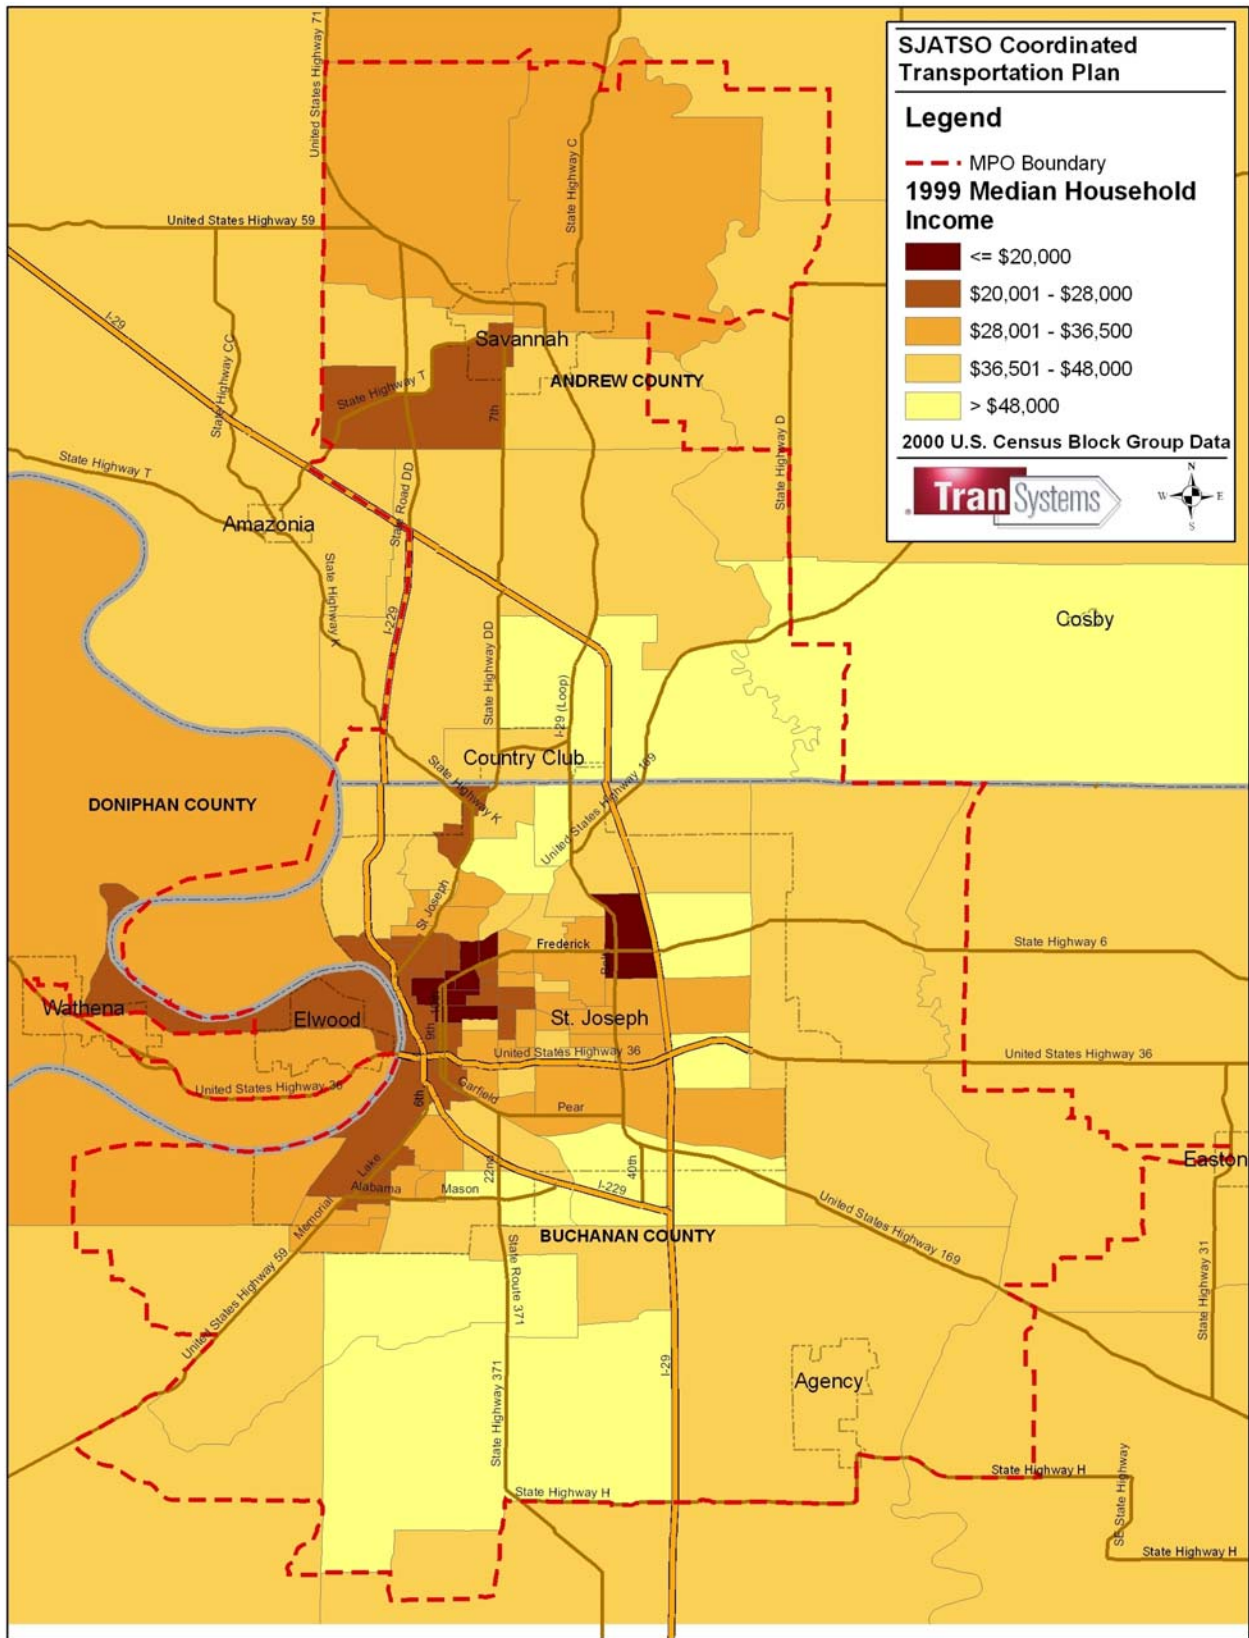 SJATSO Coordinated
Transportation Plan
Legend
MPO Boundary
1999 Median Household
Income
<= $20,000
$20,001 - $28,000
$28,001 - $36,500
$36,501 - $48,000
> $48,000
2000 U.S. Census Block Group Data
TranSystems
N
W
E
S
United States Highway 71
State Highway C
United States Highway 59
I-29
State Highway CC
Savannah
ANDREW COUNTY
State Highway T
7th
State Highway D
State Highway T
State Road DD
Amazonia
State Highway K
I-229
Cosby
State Highway DD
I-29 (Loop)
Country Club
State Highway K
United States Highway 169
DONIPHAN COUNTY
St Joseph
Frederick
State Highway 6
Belt
Wathena
Elwood
10th
9th
St. Joseph
United States Highway 36
United States Highway 36
United States Highway 36
6th
Garfield
Pear
Lake
22nd
40th
Easton
Alabama
Mason
I-229
Memorial
United States Highway 169
BUCHANAN COUNTY
State Route 371
United States Highway 59
State Highway 31
I-29
Agency
State Highway 371
State Highway H
State Highway H
SE State Highway
State Highway H